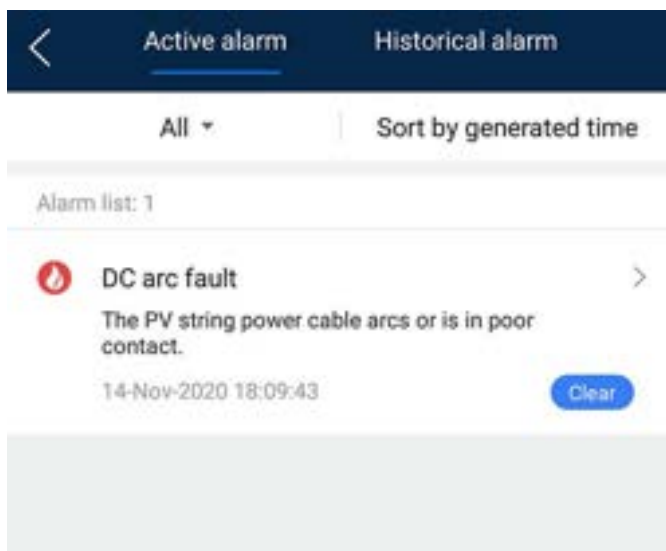 Active alarm Historical alarm
All Sort by generated time
Alarm list: 1
DC arc fault
The PV string power cable arcs or is in poor
contact.
14-Nov-2020 18:09:43 Clear